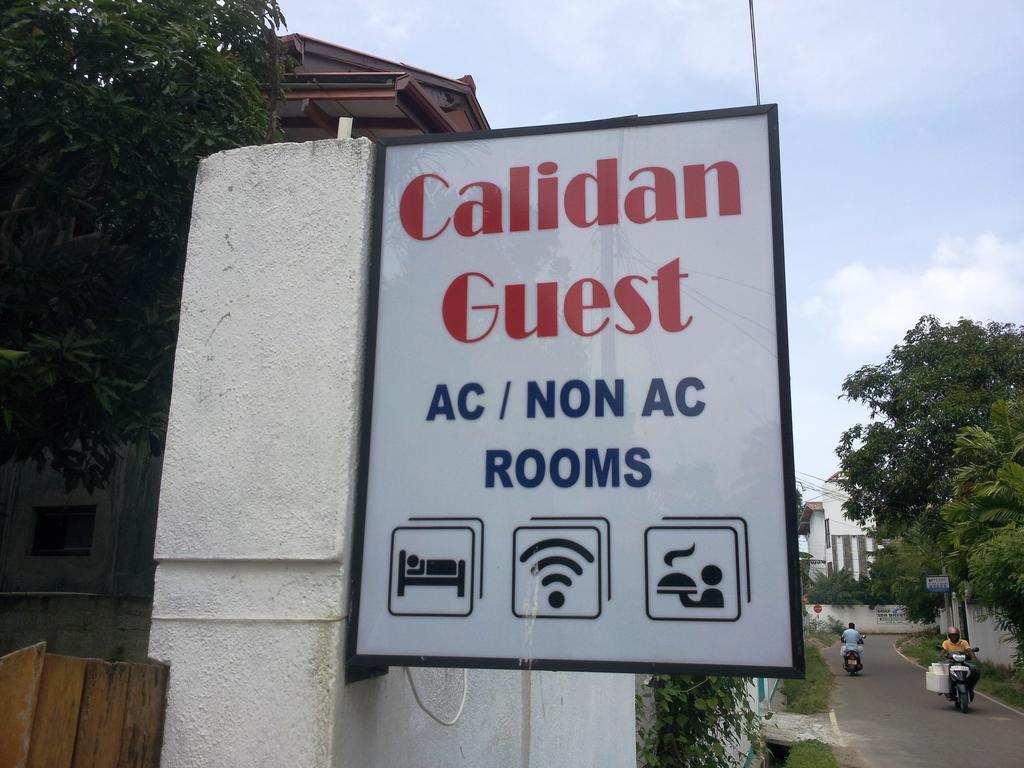 Calidan
Guest
AC / NON AC
ROOMS